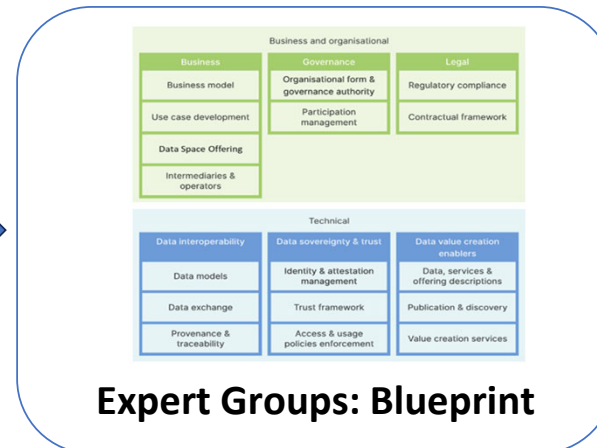 Business and organisational
Business
Governance
Legal
Business model
Organisational form &
governance authority
Regulatory compliance
Use case development
Participation
management
Contractual framework
Data Space Offering
Intermediaries &
operators
Technical
Data interoperability
Data sovereignty & trust
Data value creation
enablers
Data models
Identity & attestation
management
Data, services &
offering descriptions
Data exchange
Trust framework
Publication & discovery
Provenance &
traceability
Access & usage
policies enforcement
Value creation services
Expert Groups: Blueprint